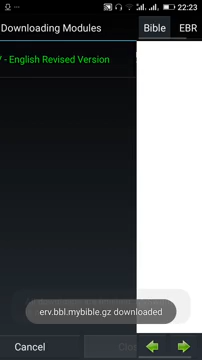 22:23
Downloading Modules
Bible
EBR
- English Revised Version
erv.bbl.mybible.gz downloaded
Cancel